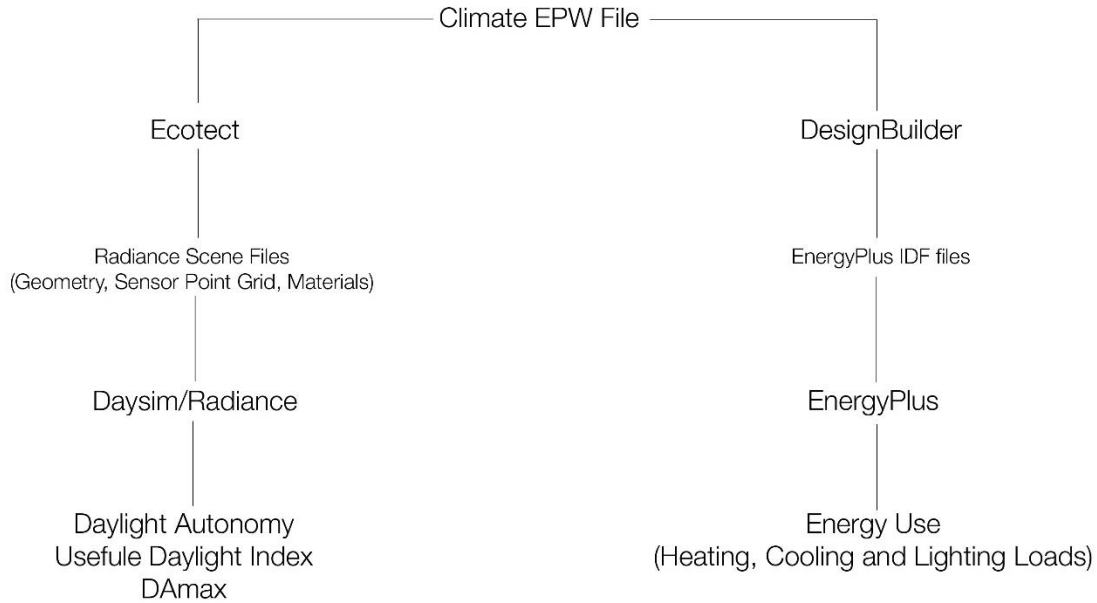 Climate EPW File
Ecotect
DesignBuilder
Radiance Scene Files
(Geometry, Sensor Point Grid, Materials)
EnergyPlus IDF files
Daysim/Radiance
EnergyPlus
Daylight Autonomy
Usefule Daylight Index
DAmax
Energy Use
(Heating, Cooling and Lighting Loads)